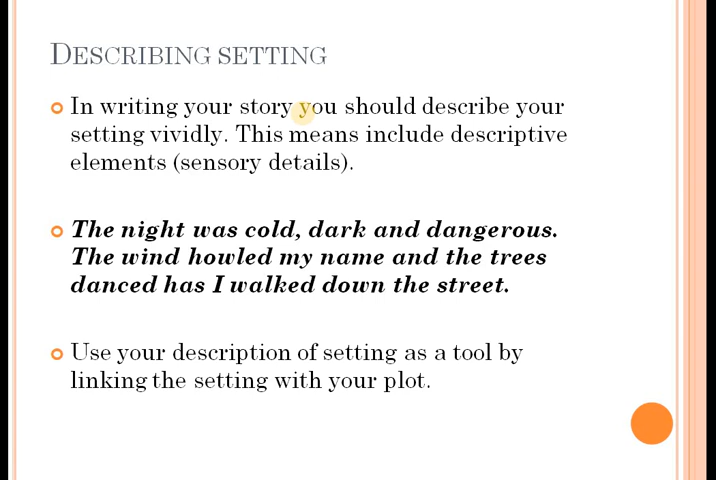 DESCRIBING SETTING
In writing your story you should describe your
setting vividly. This means include descriptive
elements (sensory details).
The night was cold, dark and dangerous.
The wind howled my name and the trees
danced has I walked down the street.
Use your description of setting as a tool by
linking the setting with your plot.